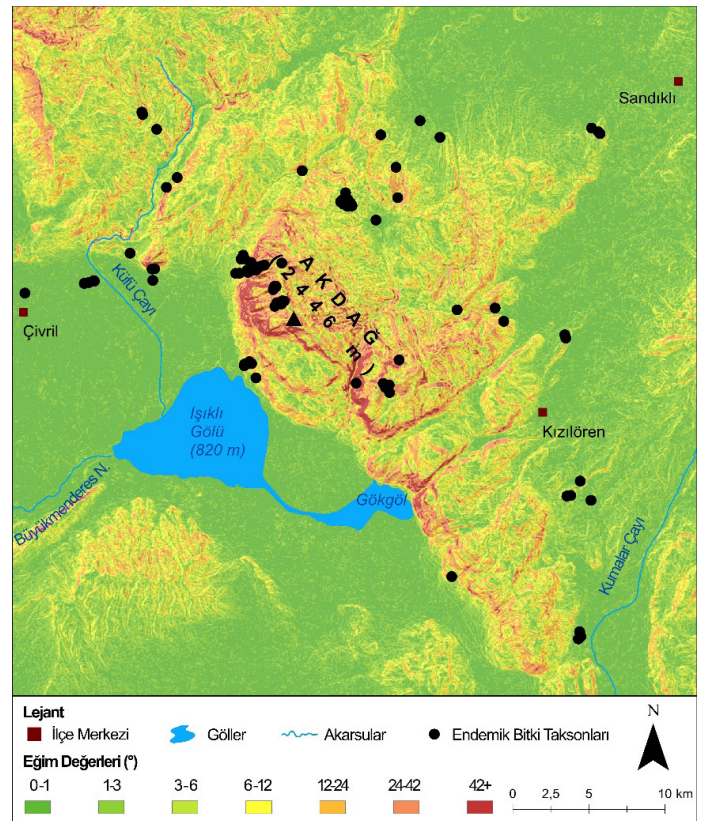 Sandıklı
Küfü Çayı
AKDAĞ
(2446 m)
Çivril
Işıklı
Gölü
(820 m)
Kızılören
Gökgöl
Büyükmenderes N.
Kumalar Çayı
Lejant
İlçe Merkezi Göller Akarsular Endemik Bitki Taksonları
N
Eğim Değerleri (°)
0-1 1-3 3-6 6-12 12-24 24-42 42+
0 2,5 5 10 km